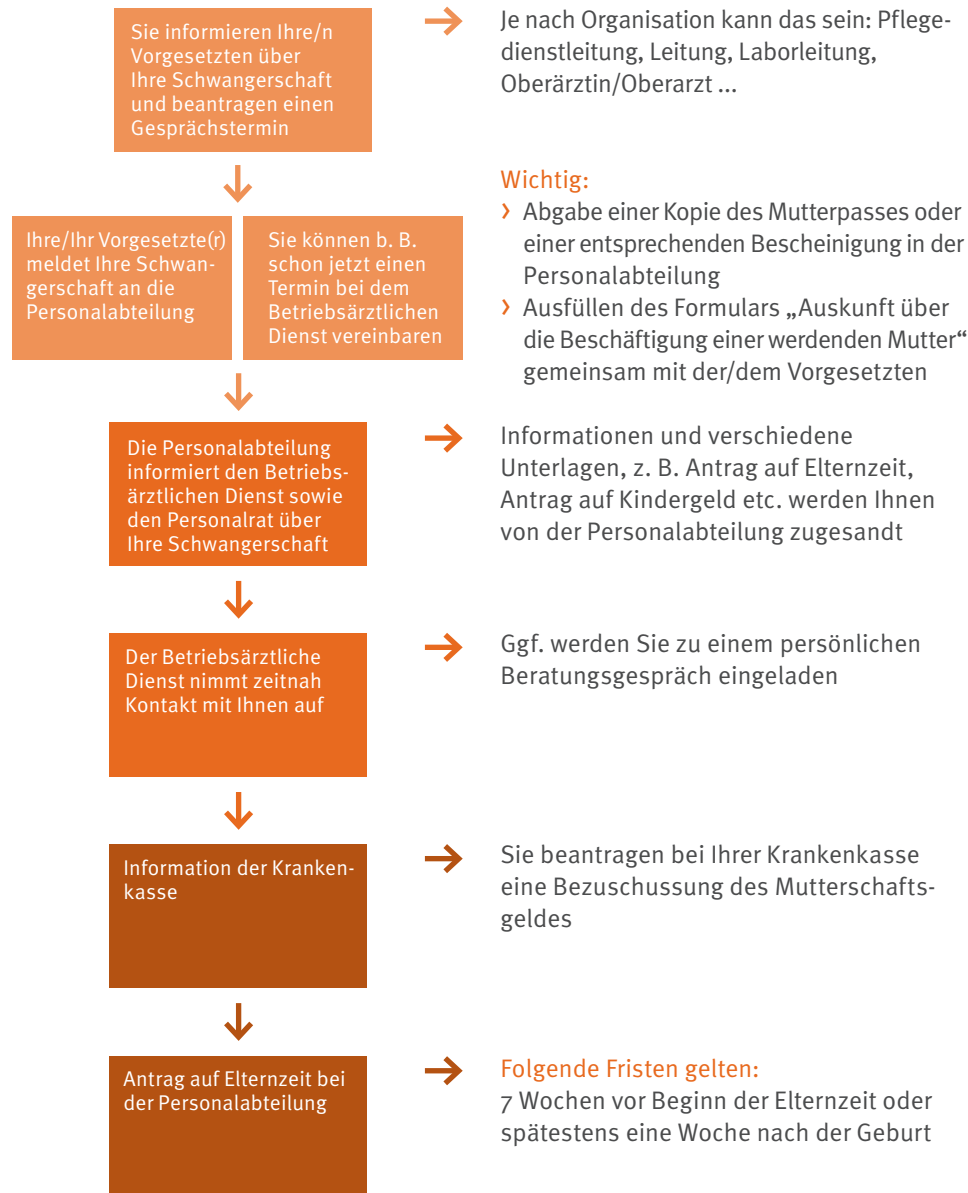 Sie informieren Ihre/n
Vorgesetzten über
Ihre Schwangerschaft
und beantragen einen
Gesprächstermin
Je nach Organisation kann das sein: Pflege-
dienstleitung, Leitung, Laborleitung,
Oberärztin/Oberarzt ...
Ihre/Ihr Vorgesetzte(r)
meldet Ihre Schwan-
gerschaft an die
Personalabteilung
Sie können b. B.
schon jetzt einen
Termin bei dem
Betriebsärztlichen
Dienst vereinbaren
Wichtig:
› Abgabe einer Kopie des Mutterpasses oder
einer entsprechenden Bescheinigung in der
Personalabteilung
› Ausfüllen des Formulars „Auskunft über
die Beschäftigung einer werdenden Mutter“
gemeinsam mit der/dem Vorgesetzten
Die Personalabteilung
informiert den Betriebs-
ärztlichen Dienst sowie
den Personalrat über
Ihre Schwangerschaft
Informationen und verschiedene
Unterlagen, z. B. Antrag auf Elternzeit,
Antrag auf Kindergeld etc. werden Ihnen
von der Personalabteilung zugesandt
Der Betriebsärztliche
Dienst nimmt zeitnah
Kontakt mit Ihnen auf
Ggf. werden Sie zu einem persönlichen
Beratungsgespräch eingeladen
Information der Kranken-
kasse
Sie beantragen bei Ihrer Krankenkasse
eine Bezuschussung des Mutterschafts-
geldes
Antrag auf Elternzeit bei
der Personalabteilung
Folgende Fristen gelten:
7 Wochen vor Beginn der Elternzeit oder
spätestens eine Woche nach der Geburt